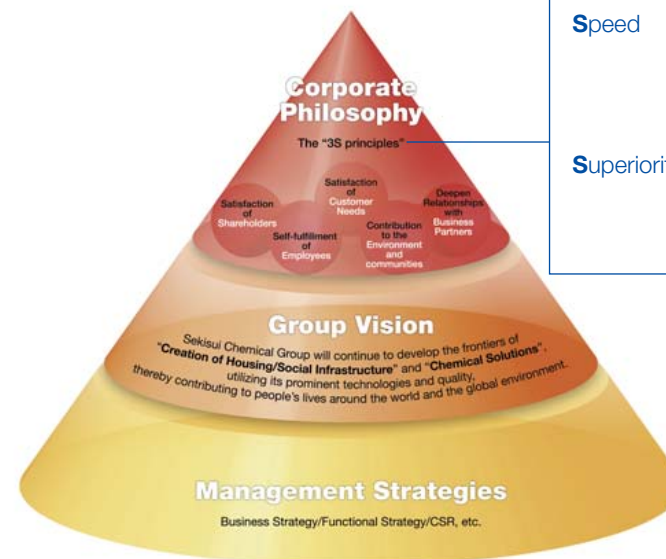 Speed
Superiorit
Corporate
Philosophy
The "3S principles"
Satisfaction
of
Shareholders
Self-fulfillment
of
Employees
Satisfaction
of
Customer
Needs
Contribution
to the
Environment
and
communities
Deepen
Relationships
with
Business
Partners
Group Vision
Sekisui Chemical Group will continue to develop the frontiers of
"Creation of Housing/Social Infrastructure" and "Chemical Solutions",
utilizing its prominent technologies and quality,
thereby contributing to people's lives around the world and the global environment.
Management Strategies
Business Strategy/Functional Strategy/CSR, etc.